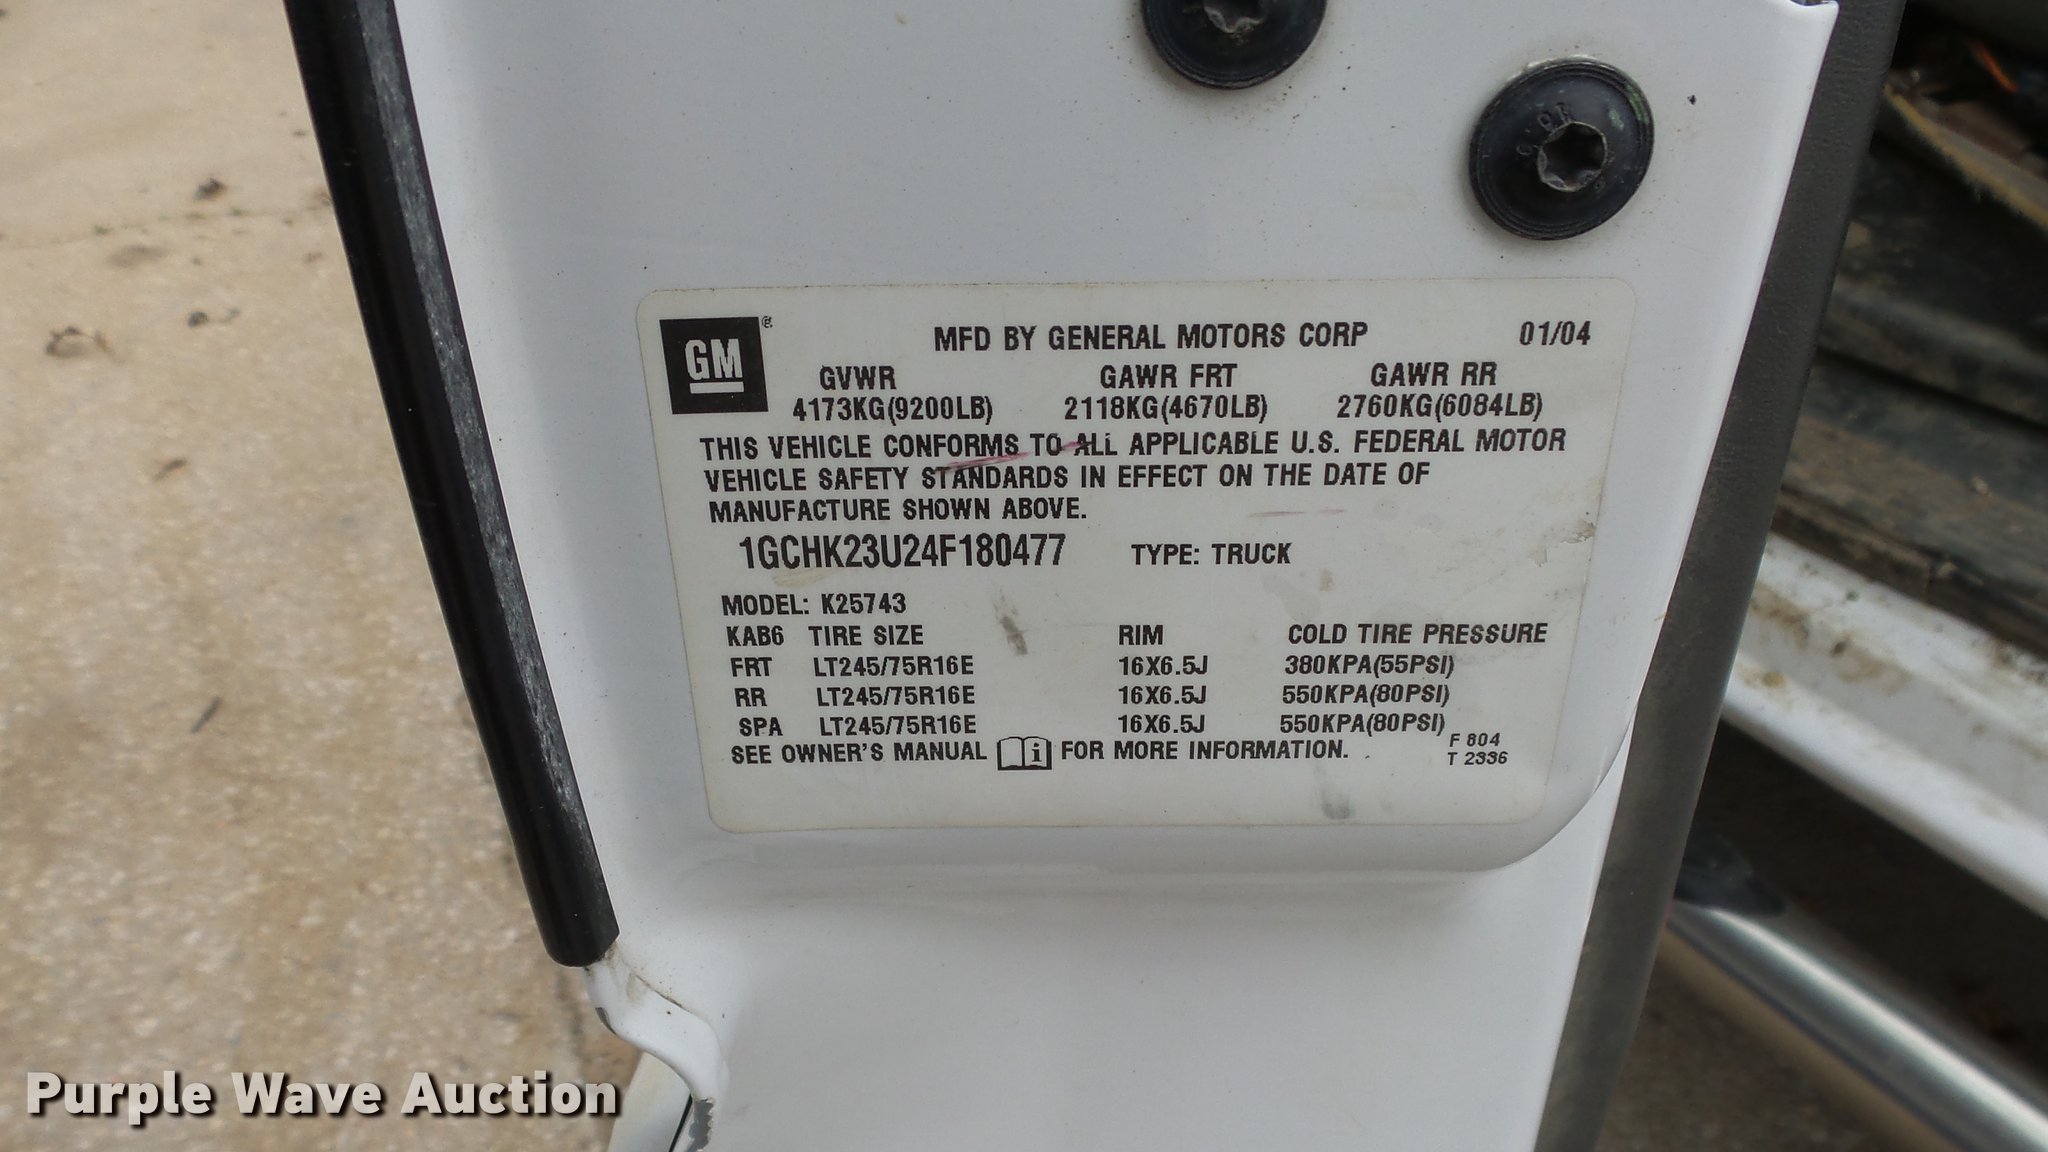 GM
MFD BY GENERAL MOTORS CORP 01/04
GVWR GAWR FRT GAWR RR
4173KG(9200LB) 2118KG(4670LB) 2760KG(6084LB)
THIS VEHICLE CONFORMS TO ALL APPLICABLE U.S. FEDERAL MOTOR
VEHICLE SAFETY STANDARDS IN EFFECT ON THE DATE OF
MANUFACTURE SHOWN ABOVE.
1GCHK23U24F180477 TYPE: TRUCK
MODEL: K25743
KAB6 TIRE SIZE RIM COLD TIRE PRESSURE
FRT LT245/75R16E 16X6.5J 380KPA(55PSI)
RR LT245/75R16E 16X6.5J 550KPA(80PSI)
SPA LT245/75R16E 16X6.5J 550KPA(80PSI)
SEE OWNER'S MANUAL i FOR MORE INFORMATION.
F 804
T 2336
Purple Wave Auction